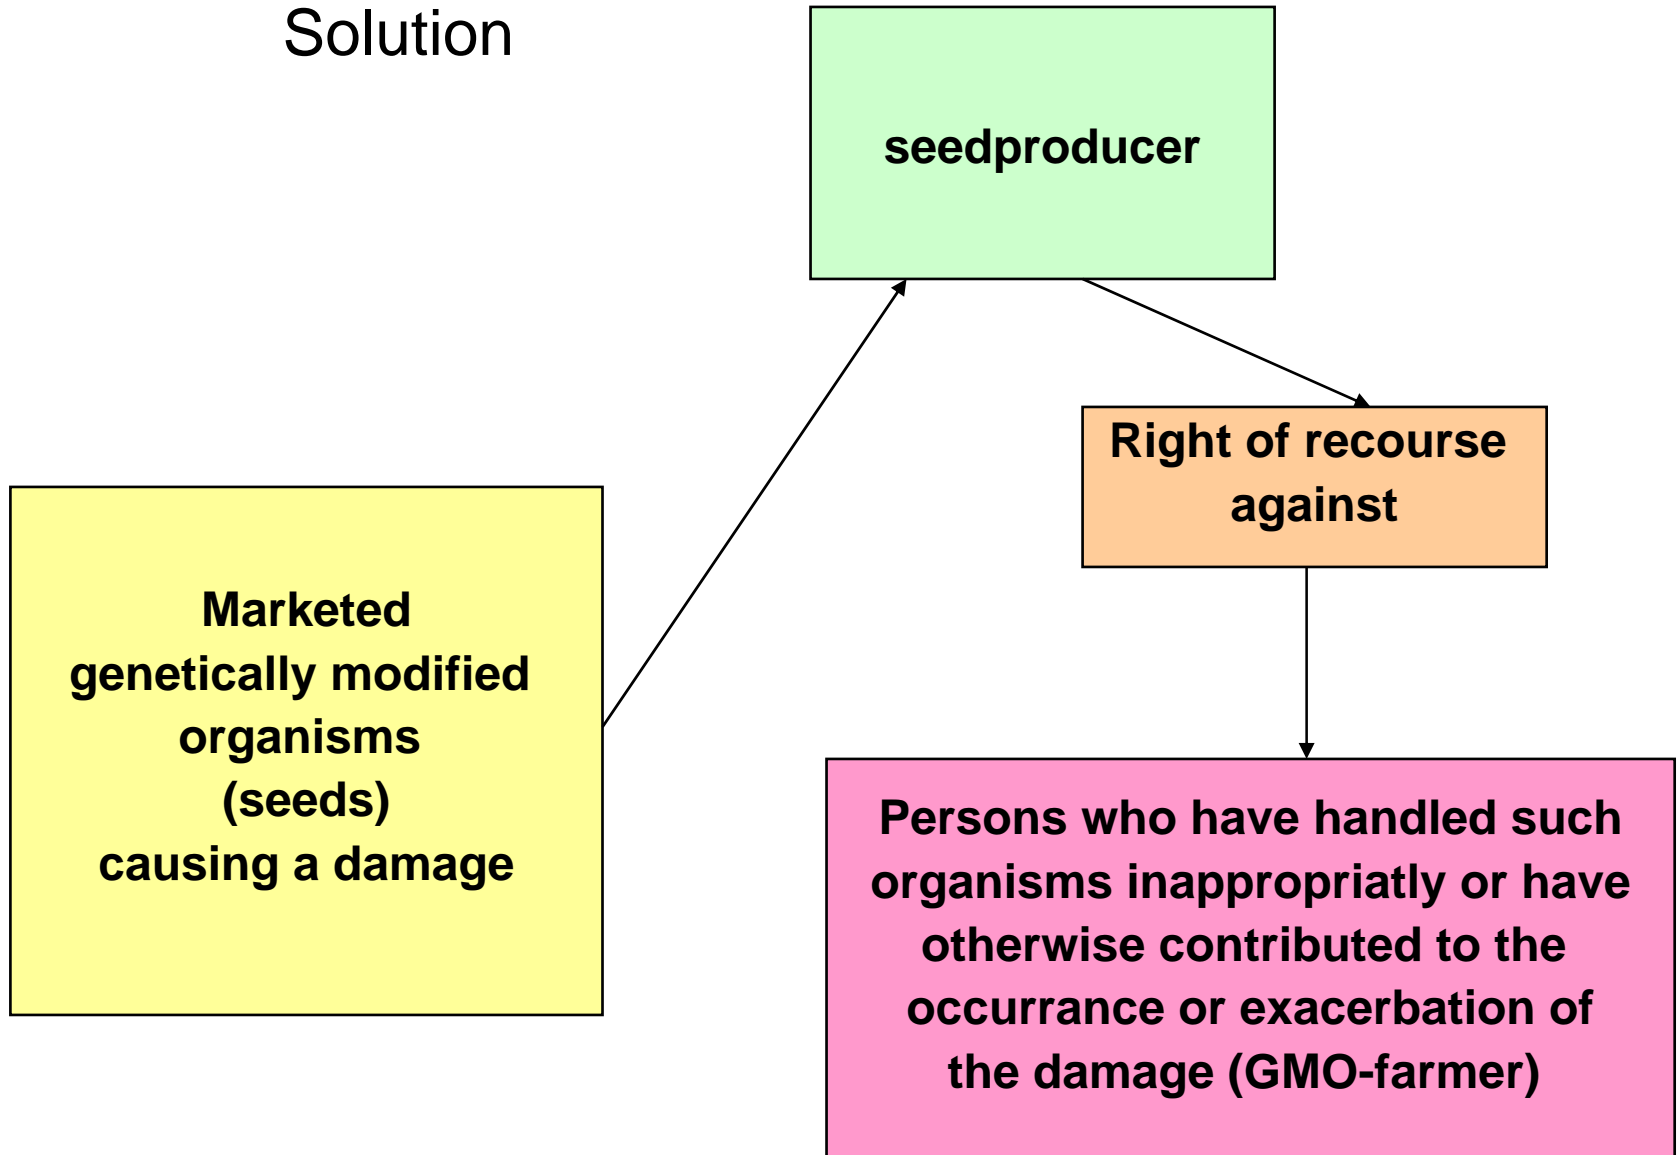 Solution
seedproducer
Right of recourse
against
Marketed
genetically modified
organisms
(seeds)
causing a damage
Persons who have handled such
organisms inappropriatly or have
otherwise contributed to the
occurrance or exacerbation of
the damage (GMO-farmer)